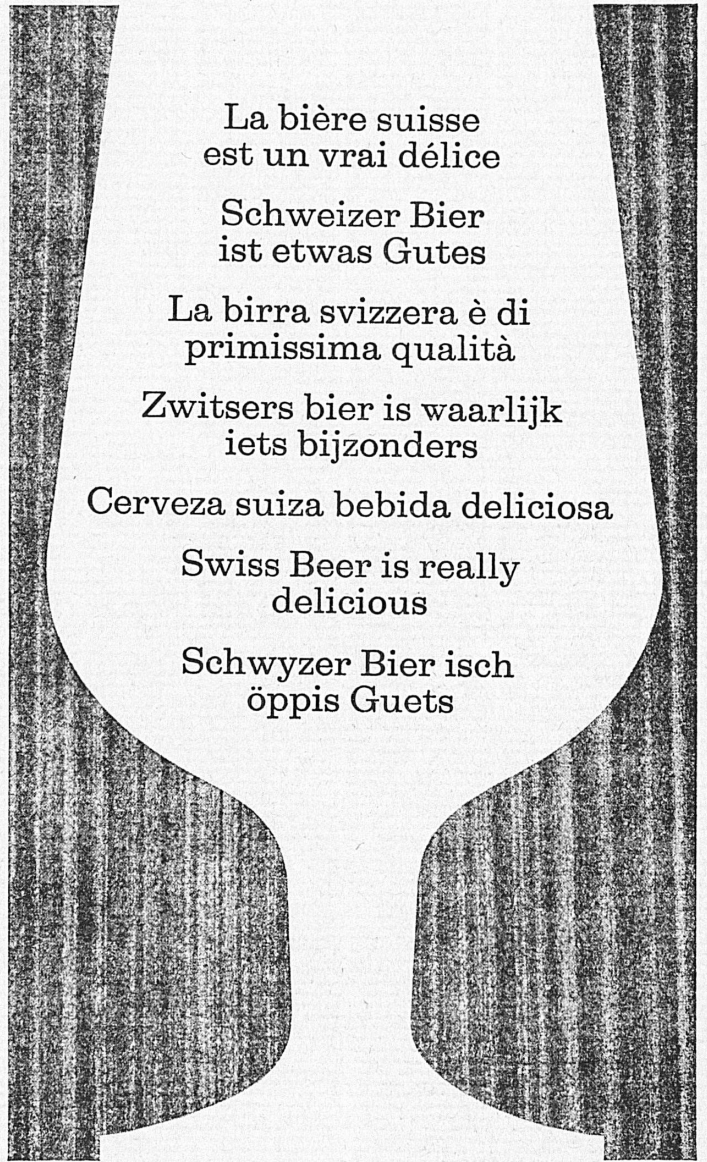 La bière suisse
est un vrai délice
Schweizer Bier
ist etwas Gutes
La birra svizzera è di
primissima qualità
Zwitsers bier is waarlijk
iets bijzonders
Cerveza suiza bebida deliciosa
Swiss Beer is really
delicious
Schwyzer Bier isch
öppis Guets